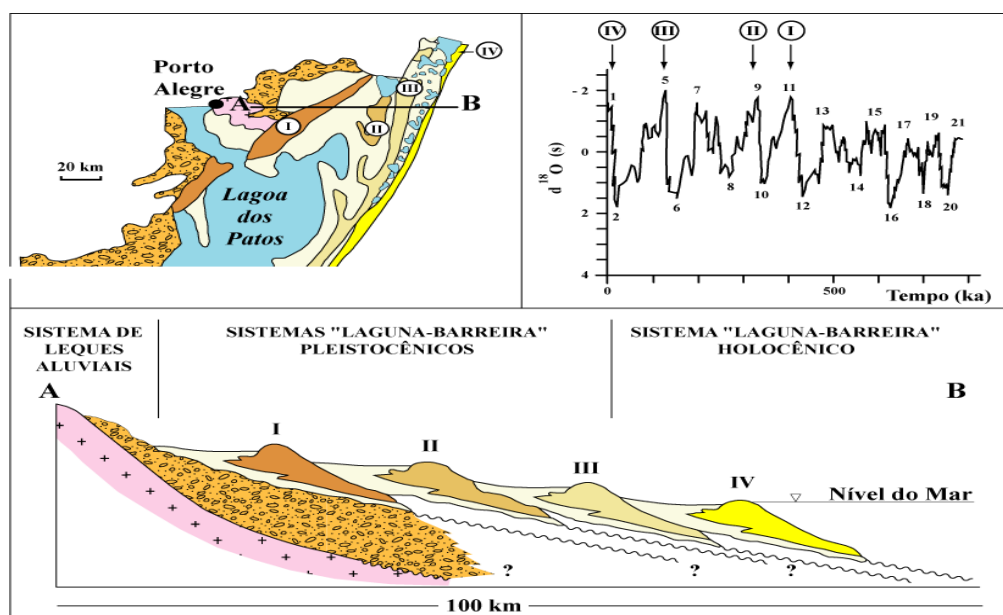 Porto
Alegre
A
B
I
II
III
IV
20 km
Lagoa
dos
Patos
IV III II I
-2
0
2
4
d 18O (s)
1 5 7 9 11 13 15 17 19 21
2 6 8 10 12 14 16 18 20
0 500 Tempo (ka)
SISTEMA DE
LEQUES
ALUVIAIS
SISTEMAS "LAGUNA-BARREIRA"
PLEISTOCÊNICOS
SISTEMA "LAGUNA-BARREIRA"
HOLOCÊNICO
A
B
I
II
III
IV
Nível do Mar
? ? ?
100 km